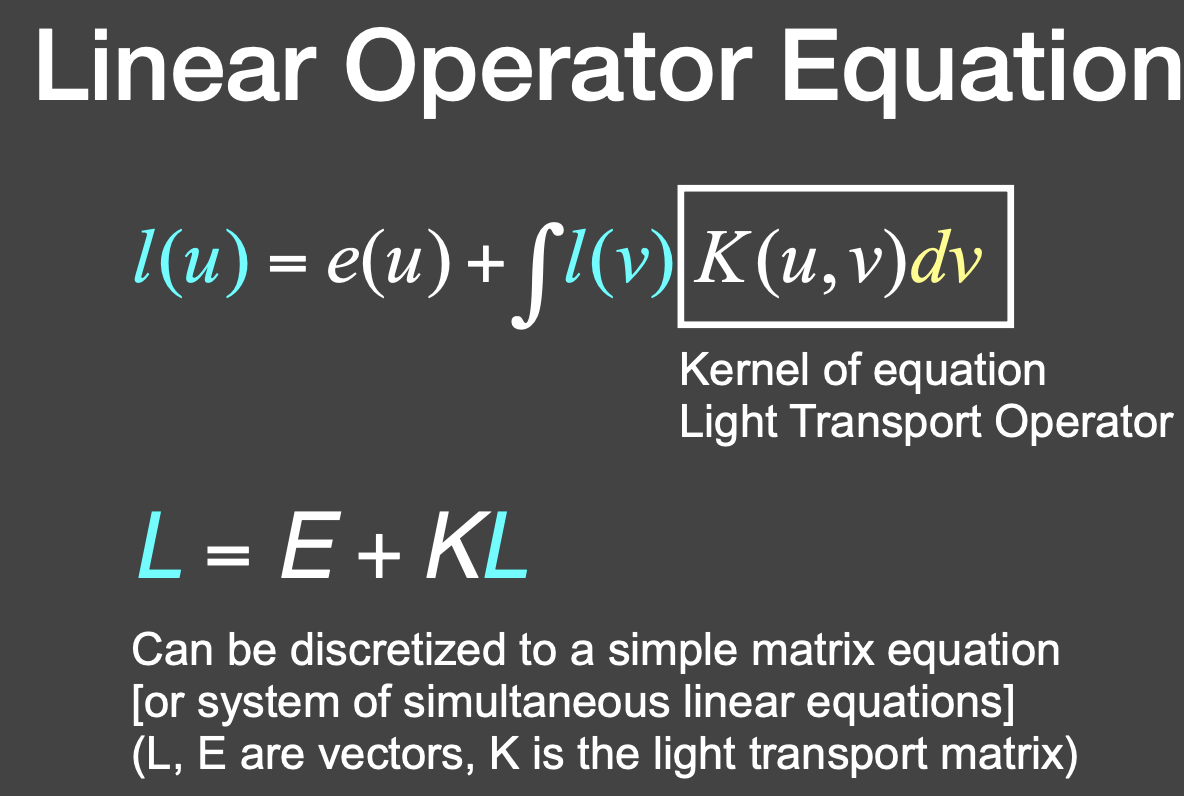 Linear Operator Equation
l(u) = e(u) + ∫l(v) K(u, v)dv
Kernel of equation
Light Transport Operator
L = E + KL
Can be discretized to a simple matrix equation
[or system of simultaneous linear equations]
(L, E are vectors, K is the light transport matrix)